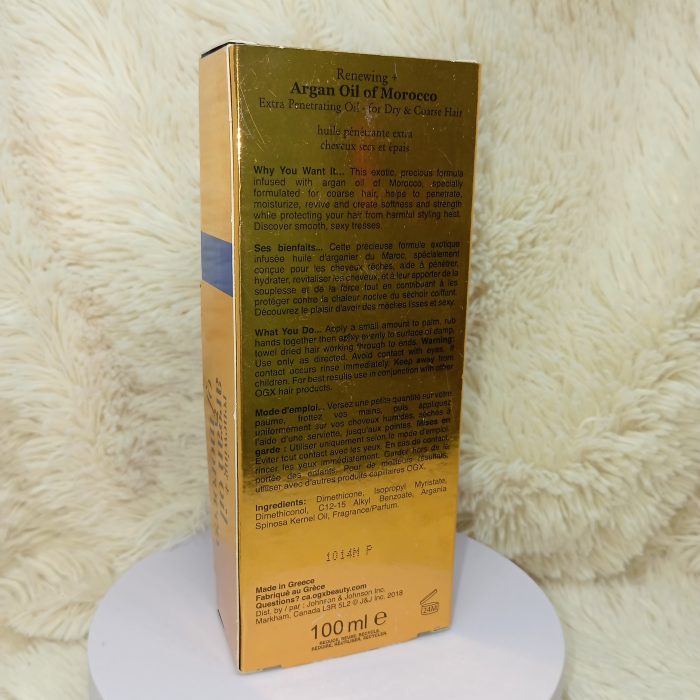 Renewing +
Argan Oil of Morocco
Extra Penetrating Oil - for Dry & Coarse Hair
huile pénétrante extra
cheveux secs et épais
Why You Want It... This exotic, precious formula
infused with argan oil of Morocco, specially
formulated for coarse hair, helps to penetrate,
moisturize, revive and create softness and strength
while protecting your hair from harmful styling heat.
Discover smooth, sexy tresses.
Ses bienfaits... Cette précieuse formule exotique
infusée huile d'arganier du Maroc, spécialement
conçue pour les cheveux rêches, aide à pénétrer,
hydrater, revitaliser les cheveux, et à leur apporter de la
souplesse et de la force tout en contribuant à les
protéger contre la chaleur nocive du séchoir coiffant.
Découvrez le plaisir d'avoir des mèches lisses et sexy.
What You Do... Apply a small amount to palm, rub
hands together then apply evenly to surface of damp,
towel dried hair working through to ends. Warning:
Use only as directed. Avoid contact with eyes. If
contact occurs rinse immediately. Keep away from
children. For best results use in conjunction with other
OGX hair products.
Mode d'emploi... Versez une petite quantité sur votre
paume, frottez vos mains, puis appliquez
uniformément sur vos cheveux humides, séchés à
l'aide d'une serviette, jusqu'aux pointes. Mises en
garde : Utiliser uniquement selon le mode d'emploi.
Éviter tout contact avec les yeux. En cas de contact,
rincer les yeux immédiatement. Garder hors de la
portée des enfants. Pour de meilleurs résultats,
utiliser avec d'autres produits capillaires OGX.
Ingredients: Dimethicone, Isopropyl Myristate,
Dimethiconol, C12-15 Alkyl Benzoate, Argania
Spinosa Kernel Oil, Fragrance/Parfum.
1014M P
Made in Greece
Fabriqué au Grèce
Questions? ca.ogxbeauty.com
Dist. by / par : Johnson & Johnson Inc.
Markham, Canada L3R 5L2 © J&J Inc. 2018
100 ml e
REDUCE, REUSE, RECYCLE.
RÉDUIRE, RÉUTILISER, RECYCLER.
24M